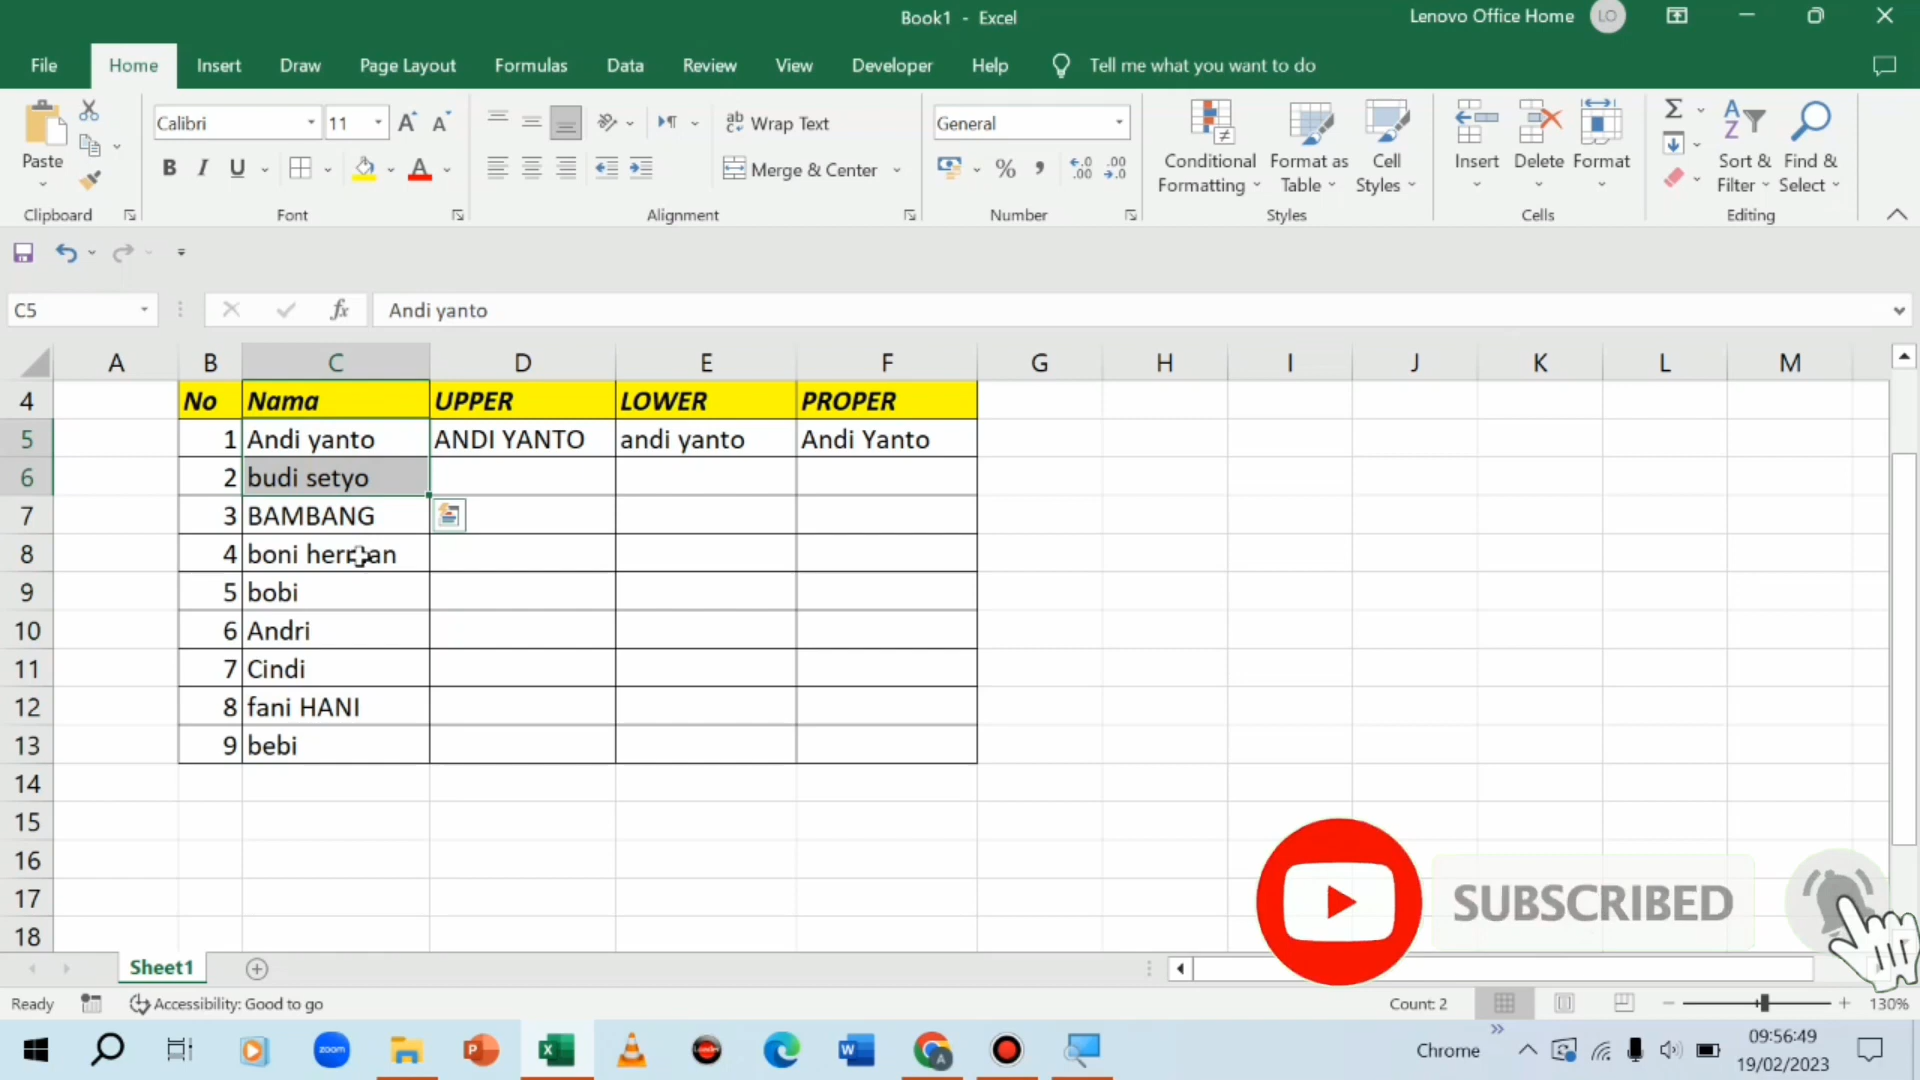 Book1 - Excel
Lenovo Office Home LO
File Home Insert Draw Page Layout Formulas Data Review View Developer Help Tell me what you want to do
Paste
Calibri 11
B I U A
Wrap Text
Merge & Center
General
Conditional Formatting
Format as Table
Cell Styles
Insert Delete Format
Sort & Filter
Find & Select
Clipboard Font Alignment Number Styles Cells Editing
C5 fx Andi yanto
A B C D E F G H I J K L M
4 No Nama UPPER LOWER PROPER
5 1 Andi yanto ANDI YANTO andi yanto Andi Yanto
6 2 budi setyo
7 3 BAMBANG
8 4 boni herman
9 5 bobi
10 6 Andri
11 7 Cindi
12 8 fani HANI
13 9 bebi
14
15
16
17
18
SUBSCRIBED
Sheet1
Ready Accessibility: Good to go Count: 2 130%
zoom Chrome 09:56:49
19/02/2023